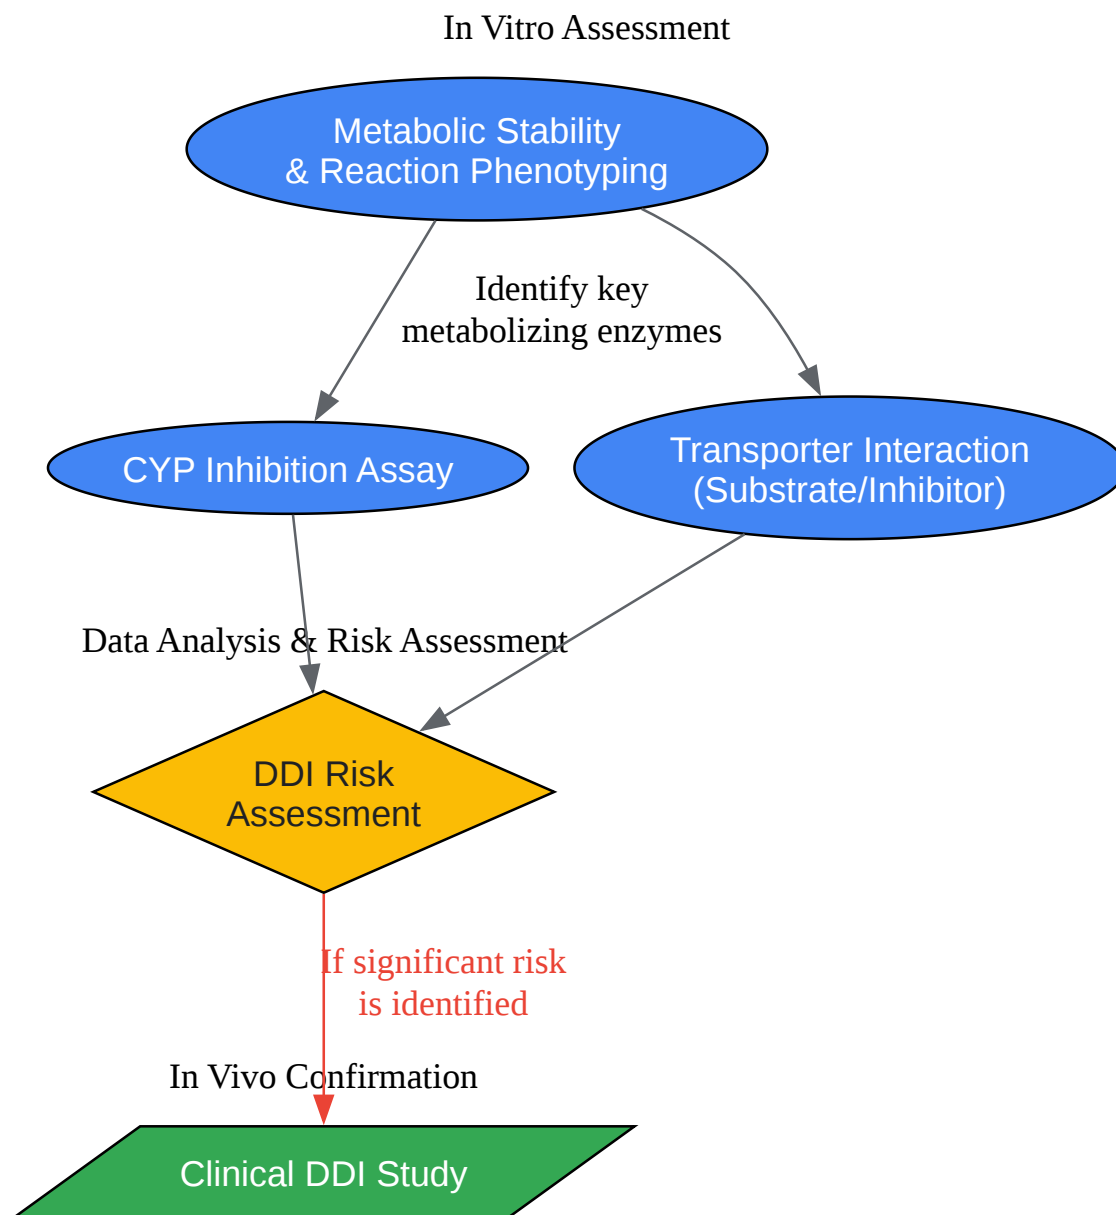 In Vitro Assessment
Metabolic Stability
& Reaction Phenotyping
Identify key
metabolizing enzymes
CYP Inhibition Assay
Transporter Interaction
(Substrate/Inhibitor)
Data Analysis & Risk Assessment
DDI Risk
Assessment
If significant risk
is identified
In Vivo Confirmation
Clinical DDI Study